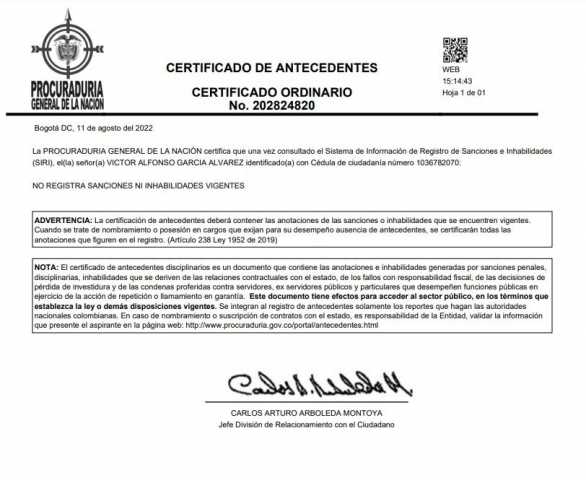 PROCURADURIA
GENERAL DE LA NACIÓN
CERTIFICADO DE ANTECEDENTES
CERTIFICADO ORDINARIO
No. 202824820
WEB
15:14:43
Hoja 1 de 01
Bogotá DC, 11 de agosto del 2022
La PROCURADURIA GENERAL DE LA NACIÓN certifica que una vez consultado el Sistema de Información de Registro de Sanciones e Inhabilidades
(SIRI), el(la) señor(a) VICTOR ALFONSO GARCIA ALVAREZ identificado(a) con Cédula de ciudadanía número 1036782070:
NO REGISTRA SANCIONES NI INHABILIDADES VIGENTES
ADVERTENCIA: La certificación de antecedentes deberá contener las anotaciones de las sanciones o inhabilidades que se encuentren vigentes.
Cuando se trate de nombramiento o posesión en cargos que exijan para su desempeño ausencia de antecedentes, se certificarán todas las
anotaciones que figuren en el registro. (Artículo 238 Ley 1952 de 2019)
NOTA: El certificado de antecedentes disciplinarios es un documento que contiene las anotaciones e inhabilidades generadas por sanciones penales,
disciplinarias, inhabilidades que se deriven de las relaciones contractuales con el estado, de los fallos con responsabilidad fiscal, de las decisiones de
pérdida de investidura y de las condenas proferidas contra servidores, ex servidores públicos y particulares que desempeñen funciones públicas en
ejercicio de la acción de repetición o llamamiento en garantía. Este documento tiene efectos para acceder al sector público, en los términos que
establezca la ley o demás disposiciones vigentes. Se integran al registro de antecedentes solamente los reportes que hagan las autoridades
nacionales colombianas. En caso de nombramiento o suscripción de contratos con el estado, es responsabilidad de la Entidad, validar la información
que presente el aspirante en la página web: http://www.procuraduria.gov.co/portal/antecedentes.html
Carlos A. Arboleda M.
CARLOS ARTURO ARBOLEDA MONTOYA
Jefe División de Relacionamiento con el Ciudadano